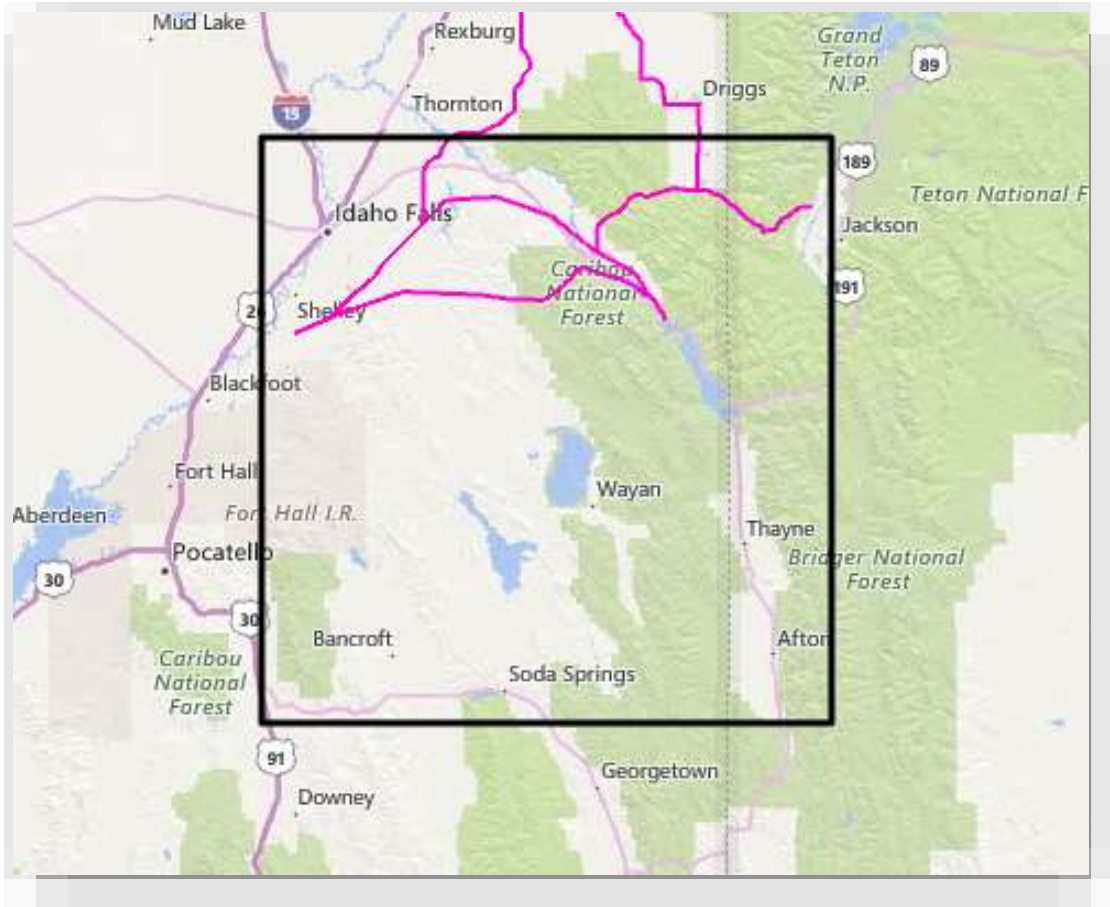 Mud Lake
Rexburg
Grand
Teton
N.P.
89
Driggs
Thornton
15
189
Teton National F
Idaho Falls
Jackson
Caribou
National
Forest
191
Shelley
Blackfoot
Fort Hall
Wayan
Aberdeen
Fort Hall I.R.
Thayne
Pocatello
Bridger National
Forest
30
30
Bancroft
Afton
Caribou
National
Forest
Soda Springs
91
Georgetown
Downey